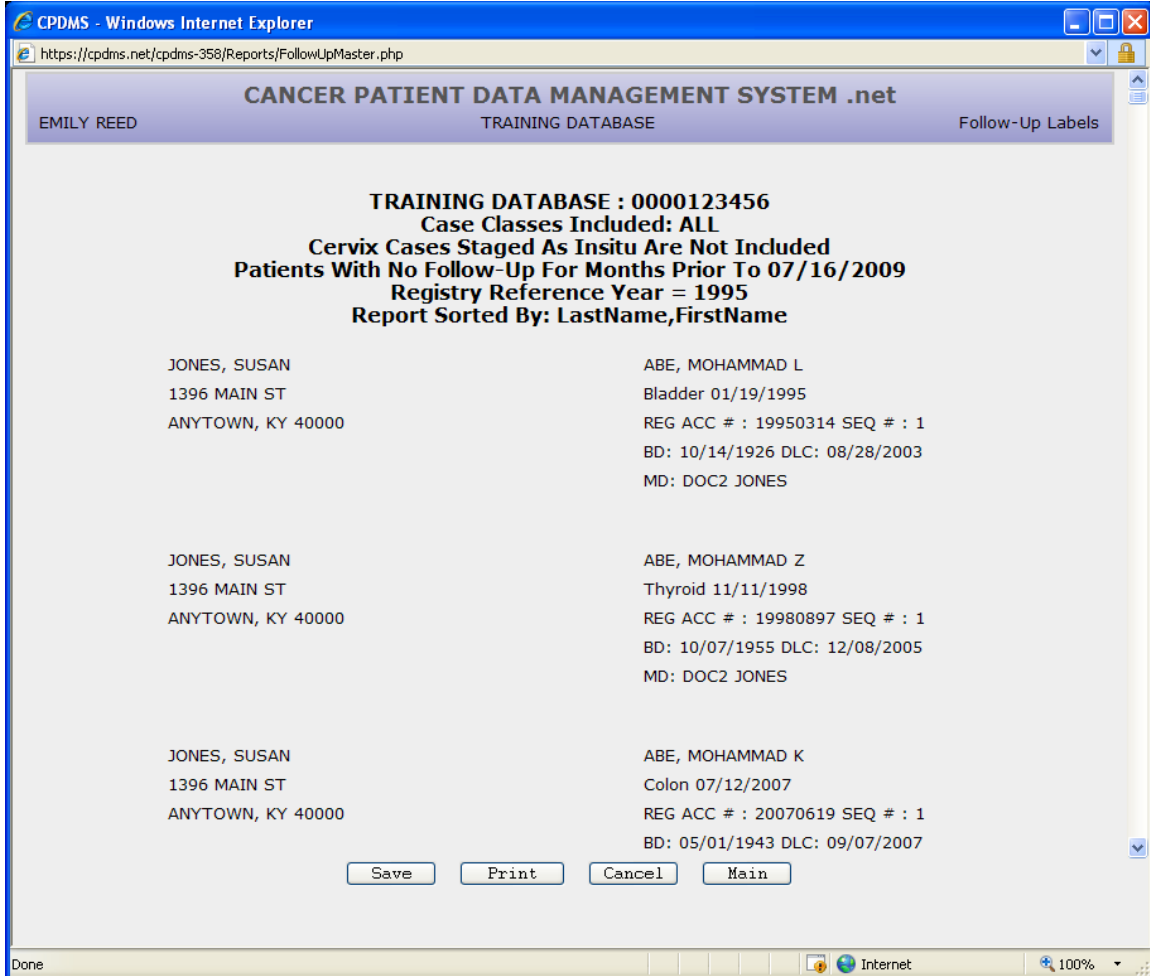 CPDMS - Windows Internet Explorer
https://cpdms.net/cpdms-358/Reports/FollowUpMaster.php
CANCER PATIENT DATA MANAGEMENT SYSTEM .net
EMILY REED TRAINING DATABASE Follow-Up Labels
TRAINING DATABASE : 0000123456
Case Classes Included: ALL
Cervix Cases Staged As Insitu Are Not Included
Patients With No Follow-Up For Months Prior To 07/16/2009
Registry Reference Year = 1995
Report Sorted By: LastName,FirstName
JONES, SUSAN ABE, MOHAMMAD L
1396 MAIN ST Bladder 01/19/1995
ANYTOWN, KY 40000 REG ACC # : 19950314 SEQ # : 1
BD: 10/14/1926 DLC: 08/28/2003
MD: DOC2 JONES
JONES, SUSAN ABE, MOHAMMAD Z
1396 MAIN ST Thyroid 11/11/1998
ANYTOWN, KY 40000 REG ACC # : 19980897 SEQ # : 1
BD: 10/07/1955 DLC: 12/08/2005
MD: DOC2 JONES
JONES, SUSAN ABE, MOHAMMAD K
1396 MAIN ST Colon 07/12/2007
ANYTOWN, KY 40000 REG ACC # : 20070619 SEQ # : 1
BD: 05/01/1943 DLC: 09/07/2007
Save Print Cancel Main
Done Internet 100%